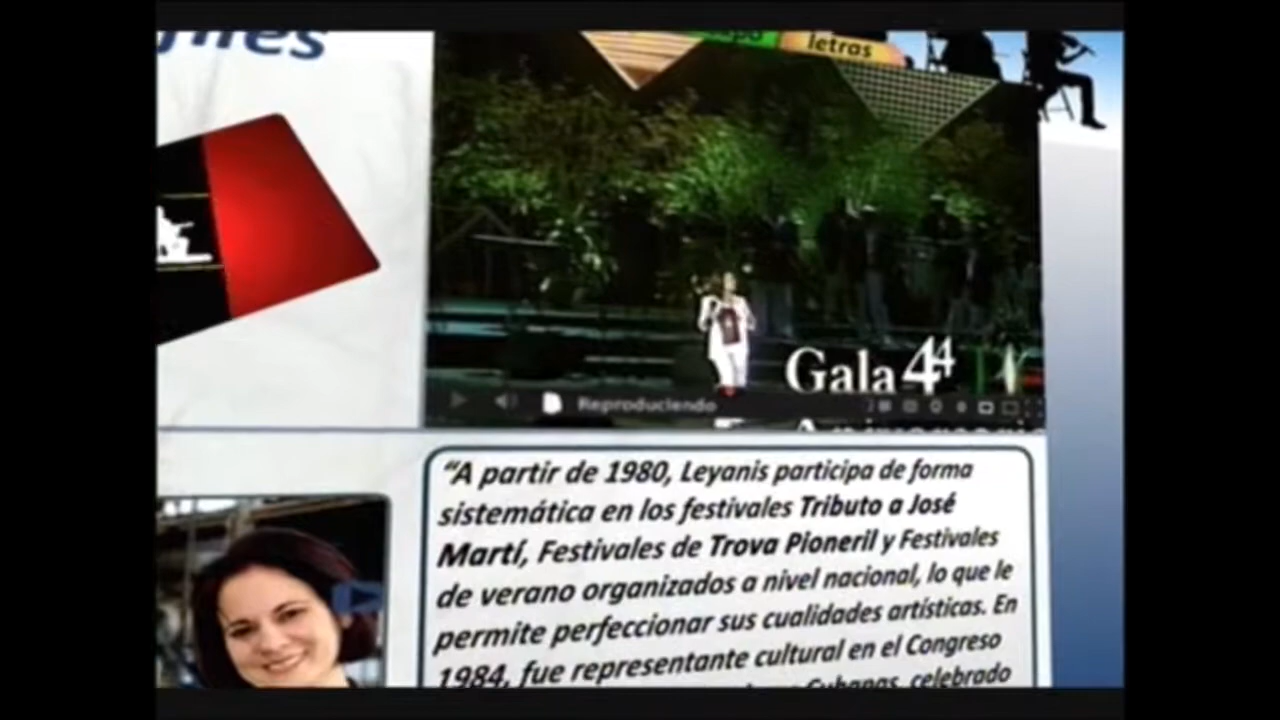 letras
Gala 44
Reproduciendo
“A partir de 1980, Leyanis participa de forma
sistemática en los festivales Tributo a José
Martí, Festivales de Trova Pioneril y Festivales
de verano organizados a nivel nacional, lo que le
permite perfeccionar sus cualidades artísticas. En
1984, fue representante cultural en el Congreso
Cubanas, celebrado